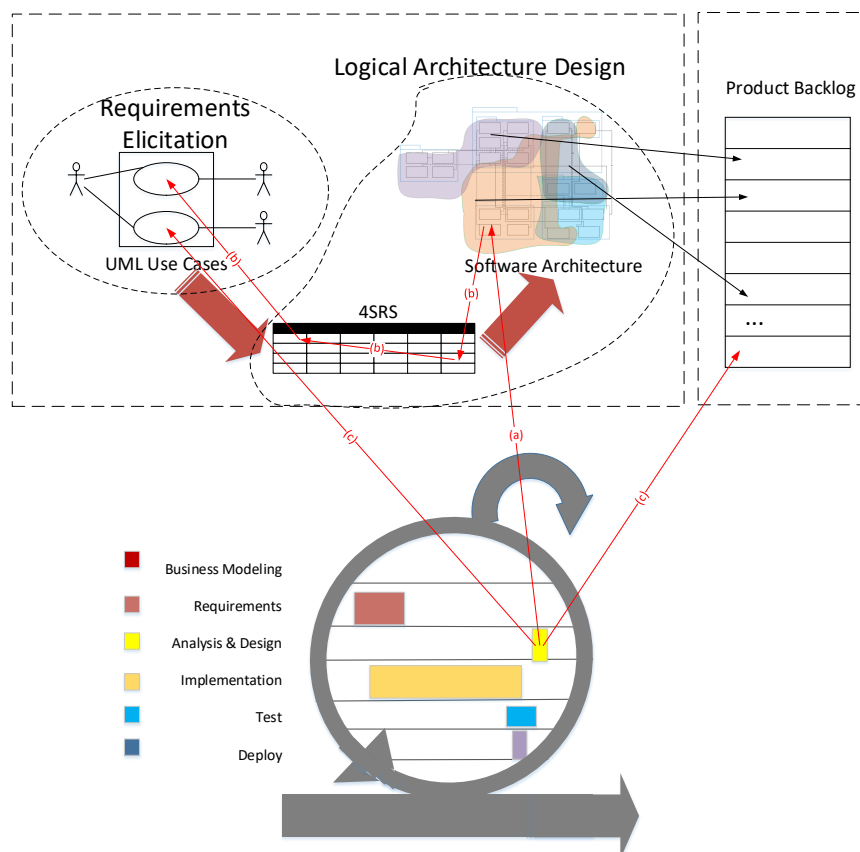 Logical Architecture Design
Product Backlog
Requirements
Elicitation
UML Use Cases
Software Architecture
(b)
(b)
4SRS
(b)
...
(c)
(a)
(c)
Business Modeling
Requirements
Analysis & Design
Implementation
Test
Deploy